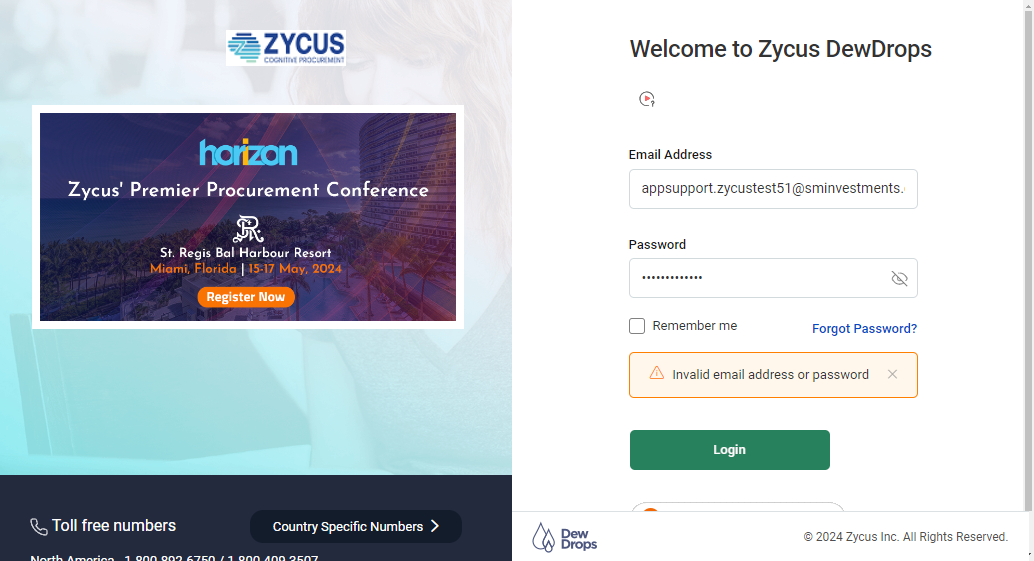 ZYCUS
COGNITIVE PROCUREMENT
horizon
Zycus' Premier Procurement Conference
St. Regis Bal Harbour Resort
Miami, Florida | 15-17 May, 2024
Register Now
Toll free numbers
Country Specific Numbers
North America - 1 800 892 6750 / 1 800 409 3507
Welcome to Zycus DewDrops
Email Address
appsupport.zycustest51@sminvestments.
Password
•••••••••••••
Remember me
Forgot Password?
Invalid email address or password
Login
Dew
Drops
© 2024 Zycus Inc. All Rights Reserved.